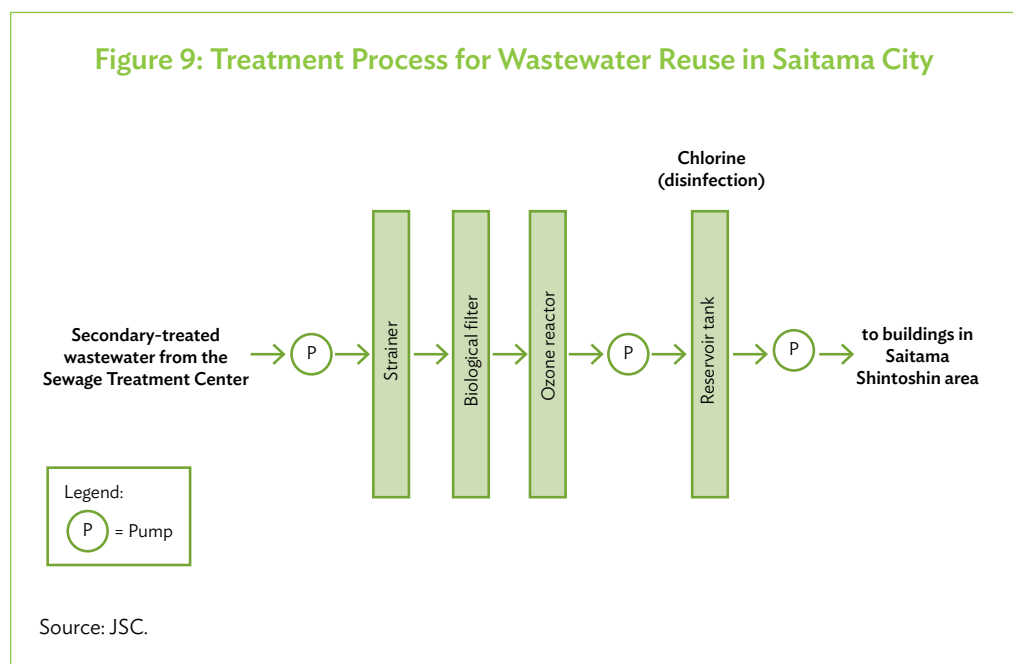 Figure 9: Treatment Process for Wastewater Reuse in Saitama City
Chlorine
(disinfection)
Secondary-treated
wastewater from the
Sewage Treatment Center
P
Strainer
Biological filter
Ozone reactor
P
Reservoir tank
P
to buildings in
Saitama
Shintoshin area
Legend:
P = Pump
Source: JSC.